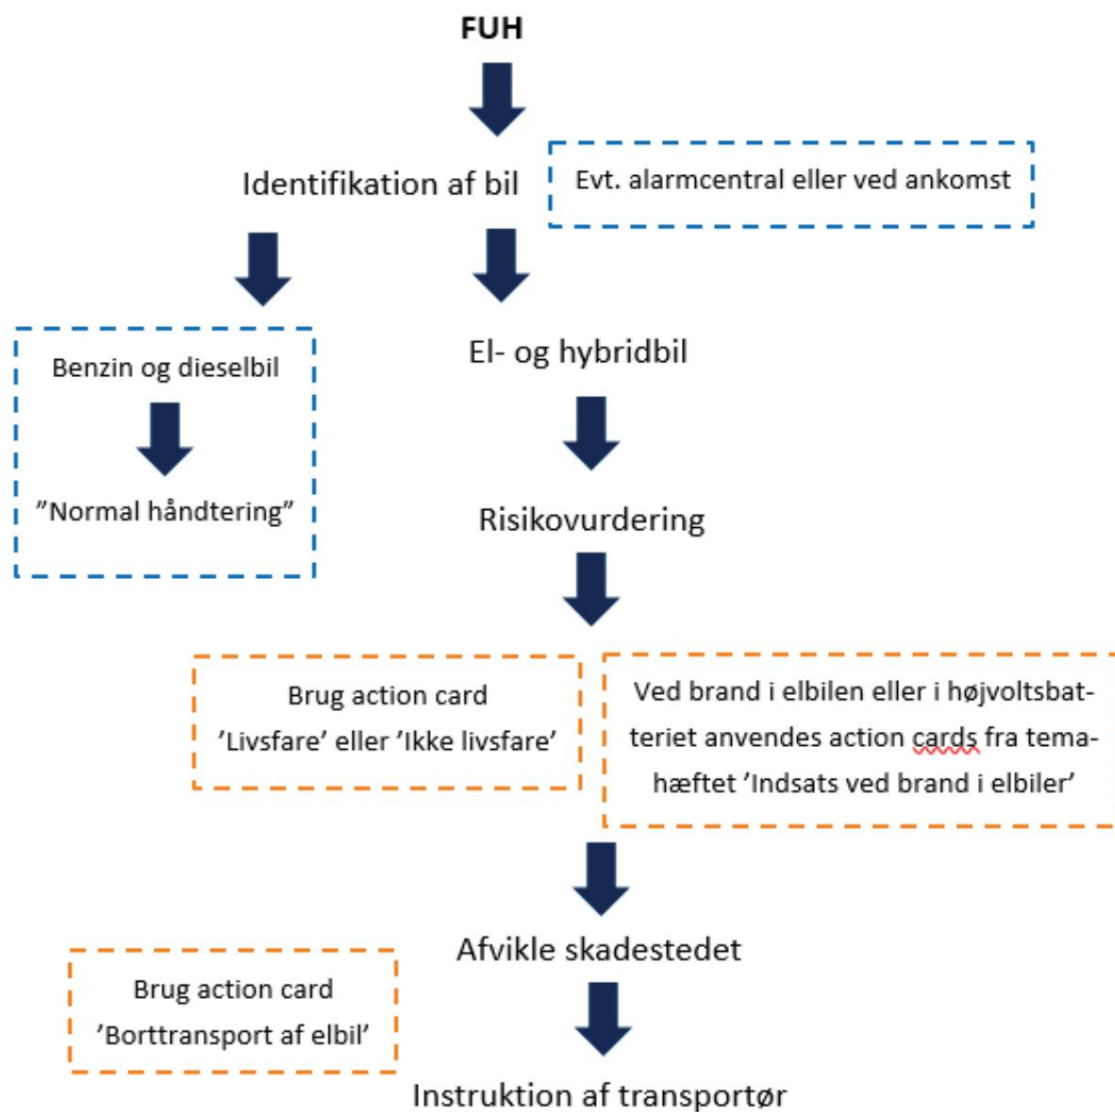 FUH
Identifikation af bil
Evt. alarmcentral eller ved ankomst
Benzin og dieselbil
”Normal håndtering”
El- og hybridbil
Risikovurdering
Brug action card
’Livsfare’ eller ’Ikke livsfare’
Ved brand i elbilen eller i højvoltsbat-
teriet anvendes action cards fra tema-
hæftet ’Indsats ved brand i elbiler’
Afvikle skadestedet
Brug action card
’Borttransport af elbil’
Instruktion af transportør